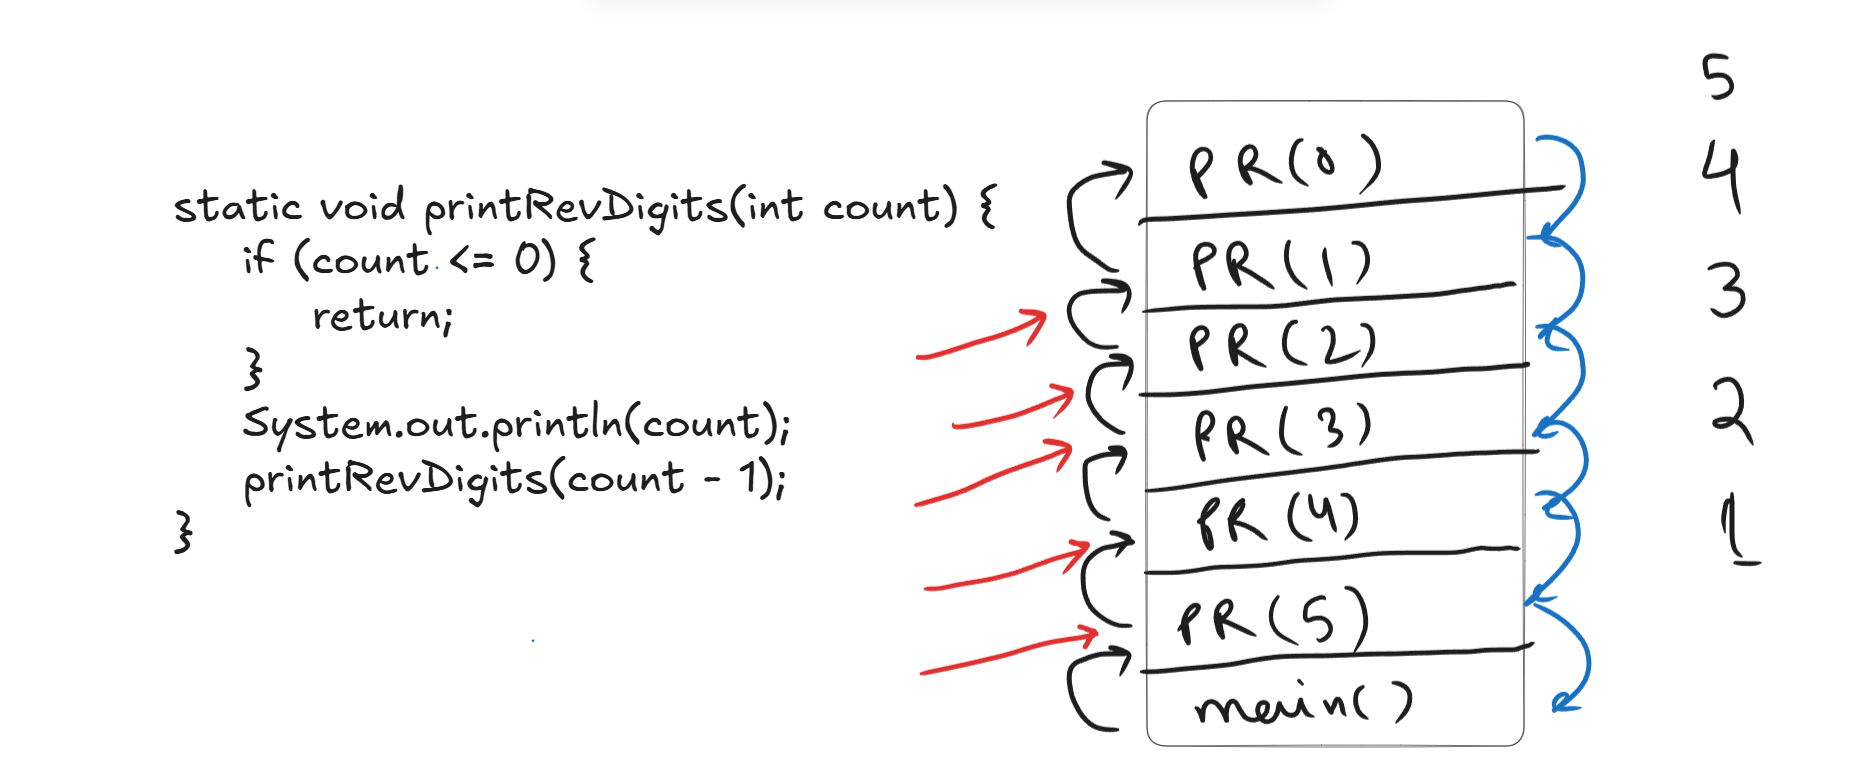 static void printRevDigits(int count) {
if (count <= 0) {
return;
}
System.out.println(count);
printRevDigits(count - 1);
}
PR(0)
PR(1)
PR(2)
PR(3)
PR(4)
PR(5)
main()
5
4
3
2
1